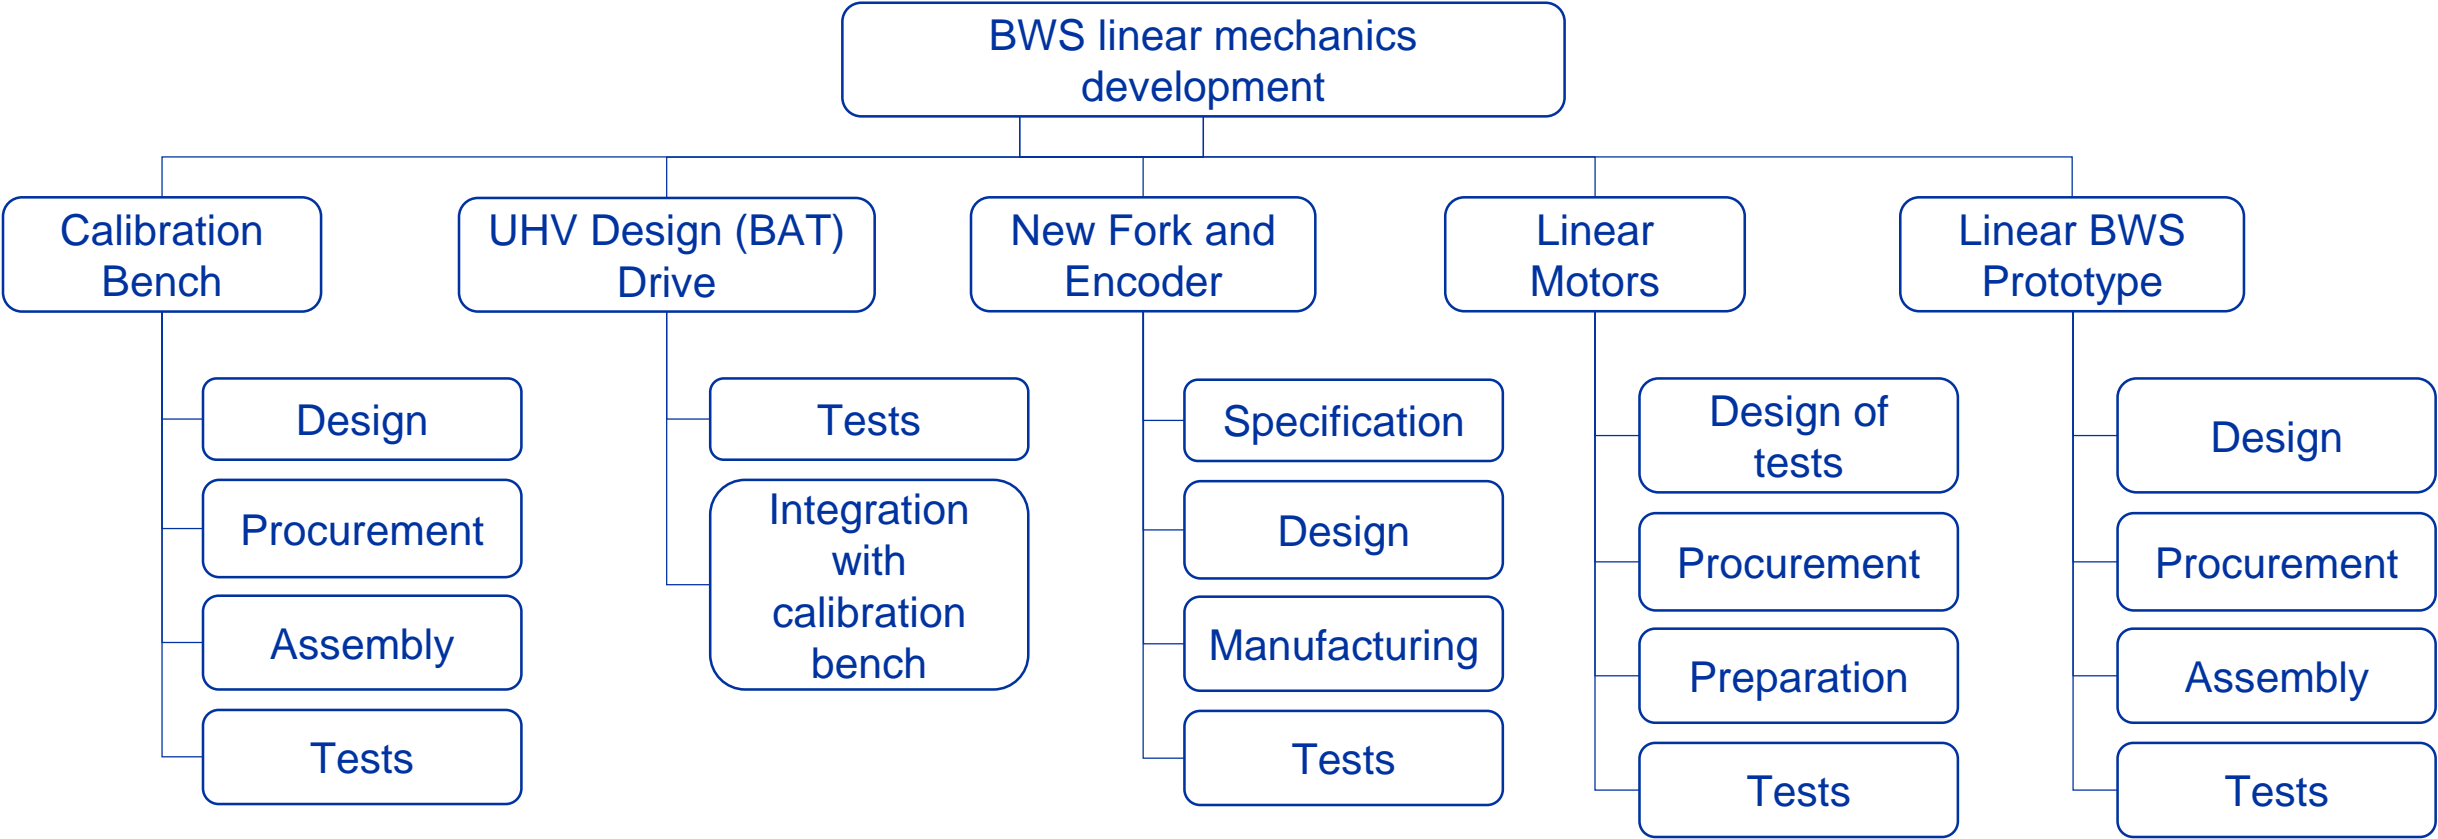 BWS linear mechanics
development
Calibration
Bench
Design
Procurement
Assembly
Tests
UHV Design (BAT)
Drive
Tests
Integration
with
calibration
bench
New Fork and
Encoder
Specification
Design
Manufacturing
Tests
Linear
Motors
Design of
tests
Procurement
Preparation
Tests
Linear BWS
Prototype
Design
Procurement
Assembly
Tests